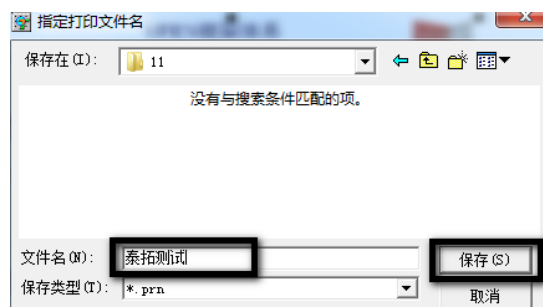 指定打印文件名
保存在(I):
11
没有与搜索条件匹配的项。
文件名(N):
泰拓测试
保存(S)
保存类型(T):
*.prn
取消